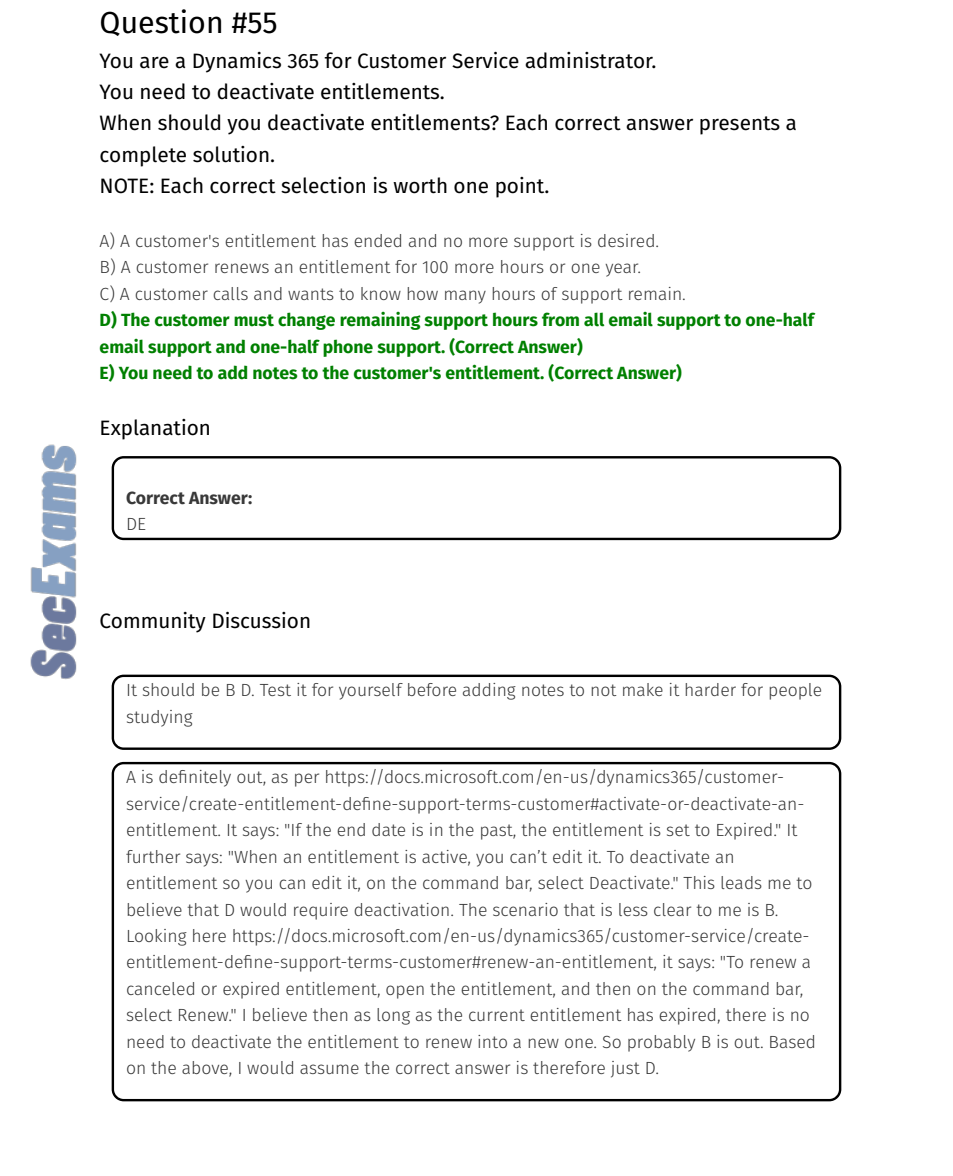 Question #55
You are a Dynamics 365 for Customer Service administrator.
You need to deactivate entitlements.
When should you deactivate entitlements? Each correct answer presents a
complete solution.
NOTE: Each correct selection is worth one point.
A) A customer's entitlement has ended and no more support is desired.
B) A customer renews an entitlement for 100 more hours or one year.
C) A customer calls and wants to know how many hours of support remain.
D) The customer must change remaining support hours from all email support to one-half
email support and one-half phone support. (Correct Answer)
E) You need to add notes to the customer's entitlement. (Correct Answer)
Explanation
Correct Answer:
DE
SecExams
Community Discussion
It should be B D. Test it for yourself before adding notes to not make it harder for people
studying
A is definitely out, as per https://docs.microsoft.com/en-us/dynamics365/customer-
service/create-entitlement-define-support-terms-customer#activate-or-deactivate-an-
entitlement. It says: "If the end date is in the past, the entitlement is set to Expired." It
further says: "When an entitlement is active, you can’t edit it. To deactivate an
entitlement so you can edit it, on the command bar, select Deactivate." This leads me to
believe that D would require deactivation. The scenario that is less clear to me is B.
Looking here https://docs.microsoft.com/en-us/dynamics365/customer-service/create-
entitlement-define-support-terms-customer#renew-an-entitlement, it says: "To renew a
canceled or expired entitlement, open the entitlement, and then on the command bar,
select Renew." I believe then as long as the current entitlement has expired, there is no
need to deactivate the entitlement to renew into a new one. So probably B is out. Based
on the above, I would assume the correct answer is therefore just D.